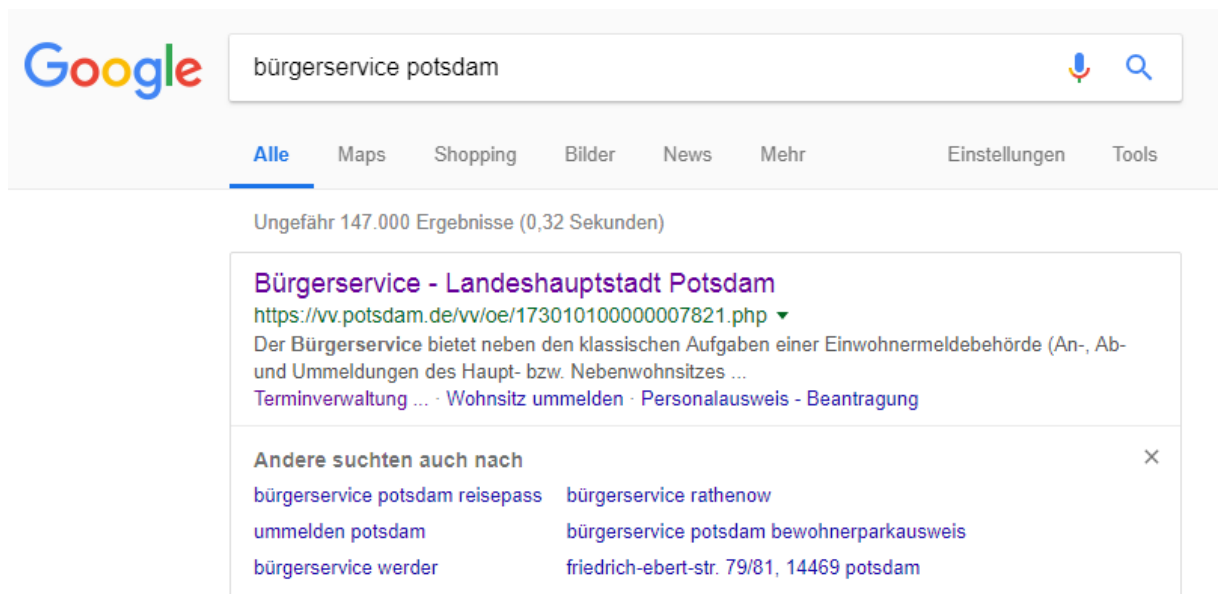 Google
bürgerservice potsdam
Alle Maps Shopping Bilder News Mehr Einstellungen Tools
Ungefähr 147.000 Ergebnisse (0,32 Sekunden)
Bürgerservice - Landeshauptstadt Potsdam
https://vv.potsdam.de/vv/oe/173010100000007821.php
Der Bürgerservice bietet neben den klassischen Aufgaben einer Einwohnermeldebehörde (An-, Ab-
und Ummeldungen des Haupt- bzw. Nebenwohnsitzes ...
Terminverwaltung ... · Wohnsitz ummelden · Personalausweis - Beantragung
Andere suchten auch nach
bürgerservice potsdam reisepass bürgerservice rathenow
ummelden potsdam bürgerservice potsdam bewohnerparkausweis
bürgerservice werder friedrich-ebert-str. 79/81, 14469 potsdam